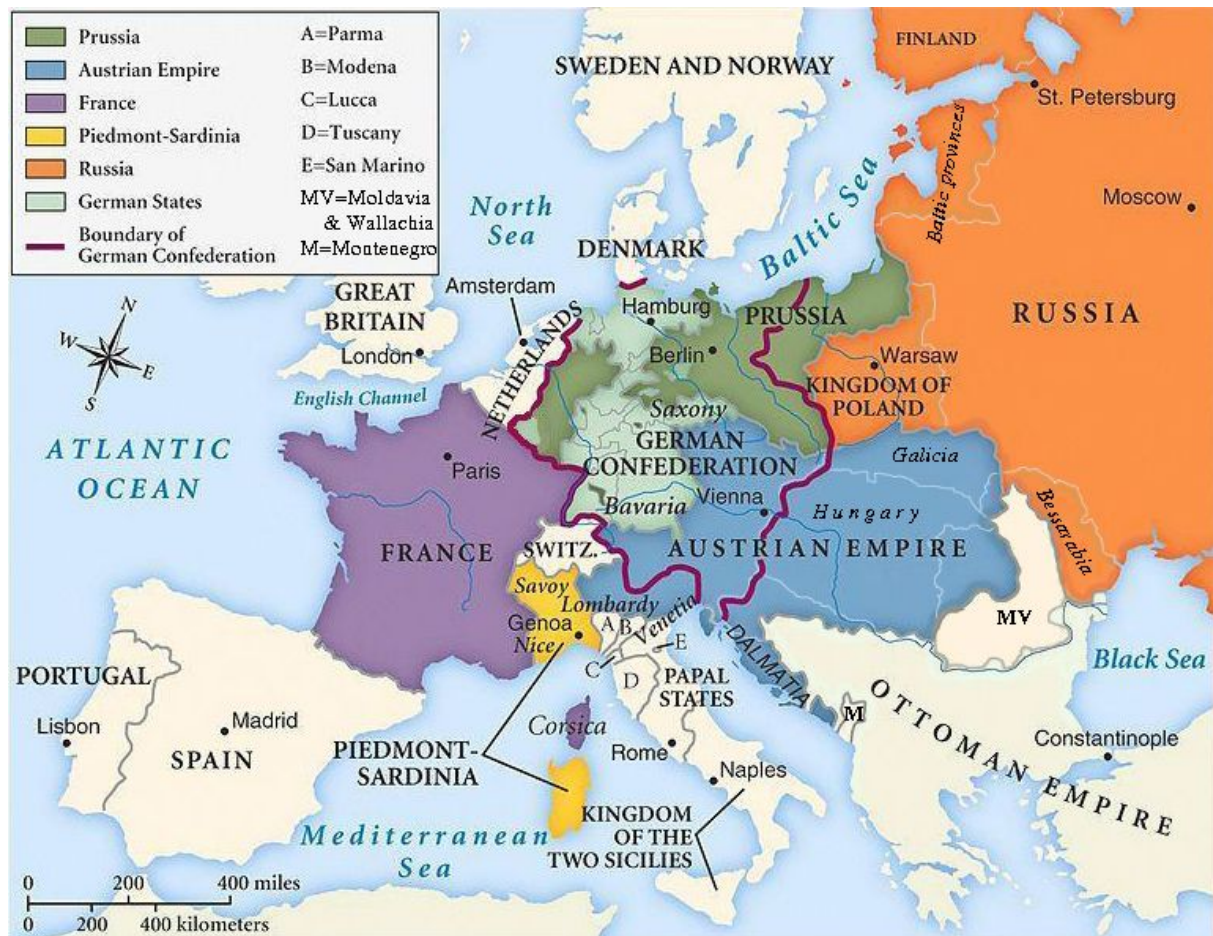 Prussia
Austrian Empire
France
Piedmont-Sardinia
Russia
German States
Boundary of
German Confederation
A=Parma
B=Modena
C=Lucca
D=Tuscany
E=San Marino
MV=Moldavia
& Wallachia
M=Montenegro
FINLAND
SWEDEN AND NORWAY
St. Petersburg
Baltic provinces
Moscow
North
Sea
Baltic Sea
DENMARK
Amsterdam
GREAT
BRITAIN
Hamburg
PRUSSIA
RUSSIA
London
NETHERLANDS
Berlin
Warsaw
KINGDOM OF
POLAND
N
W
E
S
English Channel
Saxony
GERMAN
CONFEDERATION
ATLANTIC
OCEAN
Paris
Galicia
Vienna
Bavaria
Hungary
Bessarabia
FRANCE
SWITZ.
AUSTRIAN EMPIRE
Savoy
Lombardy
Venetia
Genoa
Nice
A
B
C
D
E
MV
DALMATIA
Black Sea
PORTUGAL
PAPAL
STATES
M
OTTOMAN EMPIRE
Lisbon
Madrid
SPAIN
Corsica
Rome
Constantinople
PIEDMONT-
SARDINIA
Naples
KINGDOM
OF THE
TWO SICILIES
Mediterranean
Sea
0 200 400 miles
0 200 400 kilometers